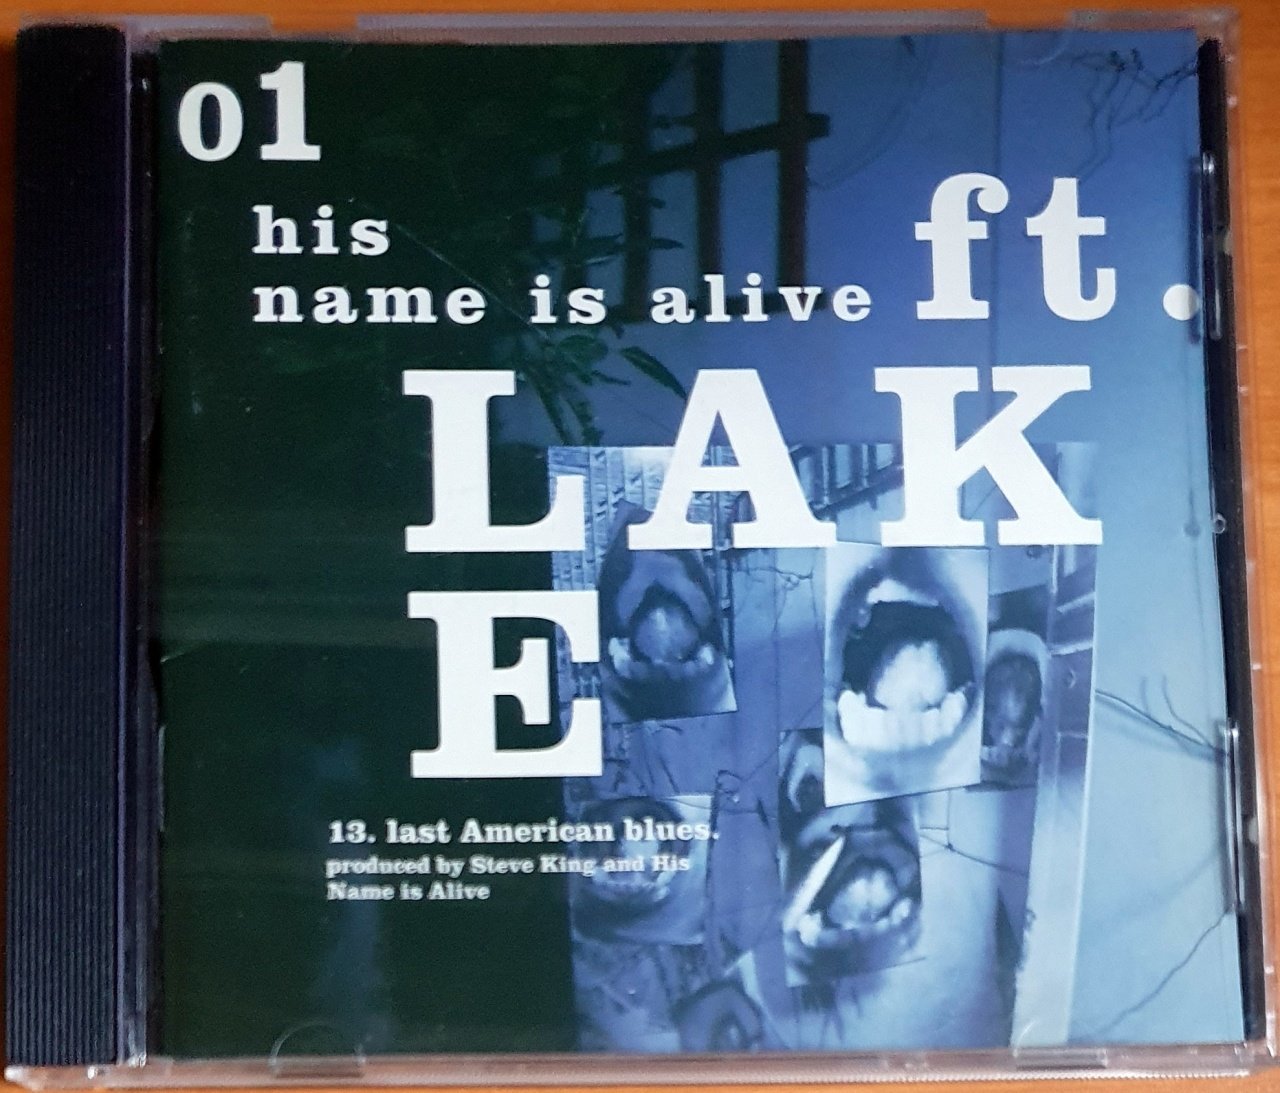 01
his
name is alive ft.
LAK
E
13. last American blues.
produced by Steve King and His
Name is Alive